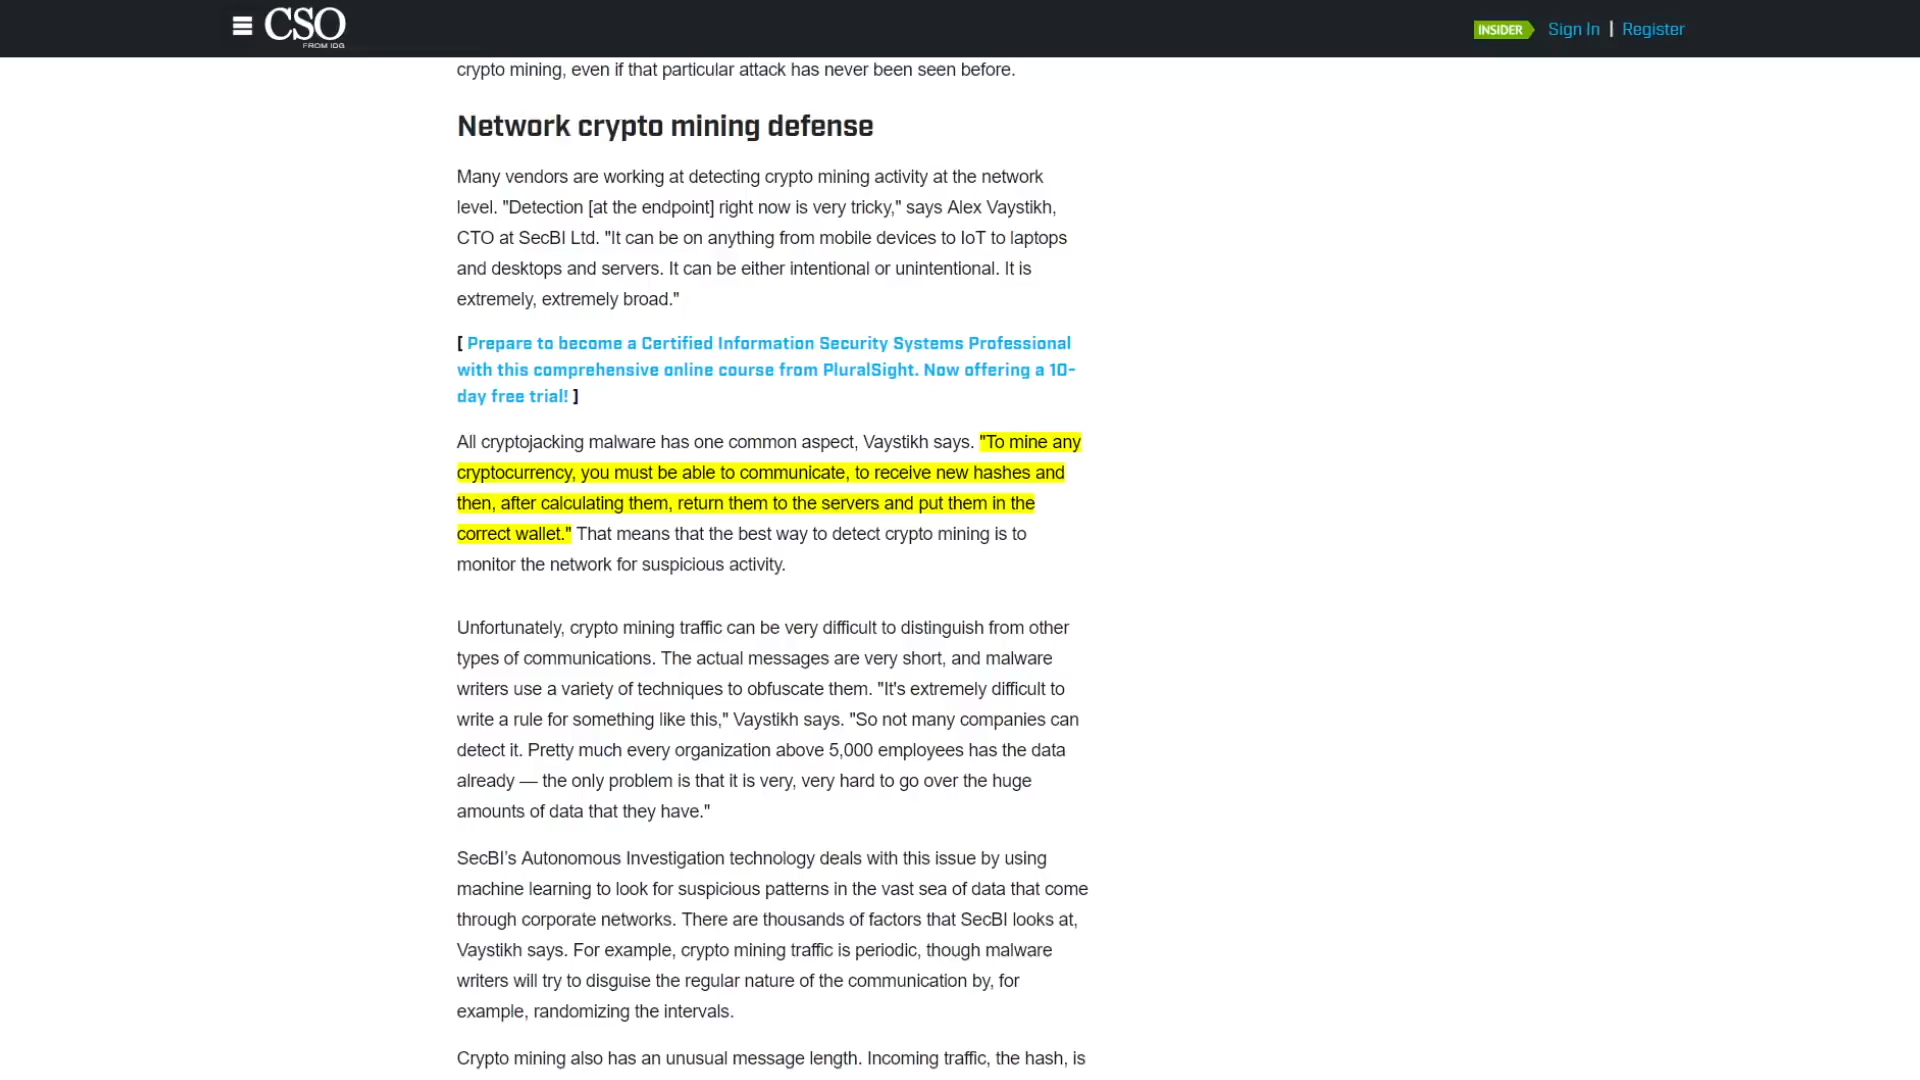 CSO
FROM IDG
INSIDER Sign In | Register
crypto mining, even if that particular attack has never been seen before.
Network crypto mining defense
Many vendors are working at detecting crypto mining activity at the network
level. "Detection [at the endpoint] right now is very tricky," says Alex Vaystikh,
CTO at SecBI Ltd. "It can be on anything from mobile devices to IoT to laptops
and desktops and servers. It can be either intentional or unintentional. It is
extremely, extremely broad."
[ Prepare to become a Certified Information Security Systems Professional
with this comprehensive online course from PluralSight. Now offering a 10-
day free trial! ]
All cryptojacking malware has one common aspect, Vaystikh says. "To mine any
cryptocurrency, you must be able to communicate, to receive new hashes and
then, after calculating them, return them to the servers and put them in the
correct wallet." That means that the best way to detect crypto mining is to
monitor the network for suspicious activity.
Unfortunately, crypto mining traffic can be very difficult to distinguish from other
types of communications. The actual messages are very short, and malware
writers use a variety of techniques to obfuscate them. "It's extremely difficult to
write a rule for something like this," Vaystikh says. "So not many companies can
detect it. Pretty much every organization above 5,000 employees has the data
already — the only problem is that it is very, very hard to go over the huge
amounts of data that they have."
SecBI’s Autonomous Investigation technology deals with this issue by using
machine learning to look for suspicious patterns in the vast sea of data that come
through corporate networks. There are thousands of factors that SecBI looks at,
Vaystikh says. For example, crypto mining traffic is periodic, though malware
writers will try to disguise the regular nature of the communication by, for
example, randomizing the intervals.
Crypto mining also has an unusual message length. Incoming traffic, the hash, is